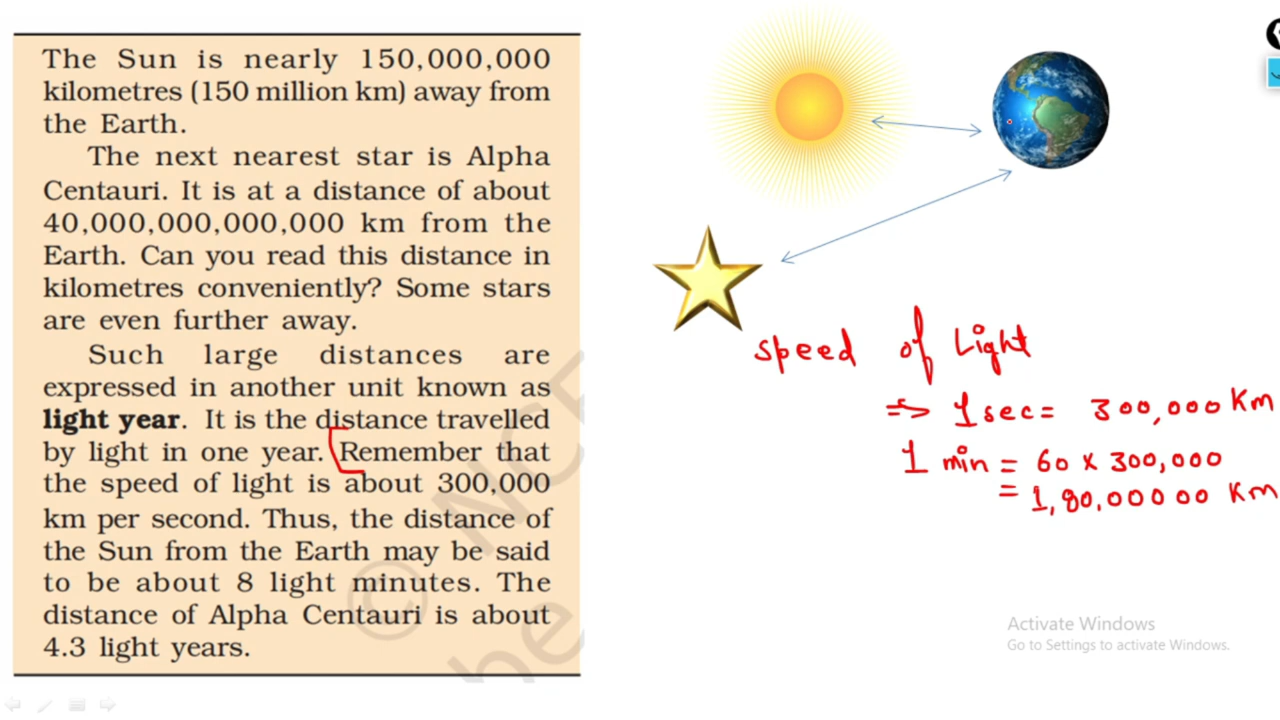 The Sun is nearly 150,000,000
kilometres (150 million km) away from
the Earth.
The next nearest star is Alpha
Centauri. It is at a distance of about
40,000,000,000,000 km from the
Earth. Can you read this distance in
kilometres conveniently? Some stars
are even further away.
Such large distances are
expressed in another unit known as
light year. It is the distance travelled
by light in one year. Remember that
the speed of light is about 300,000
km per second. Thus, the distance of
the Sun from the Earth may be said
to be about 8 light minutes. The
distance of Alpha Centauri is about
4.3 light years.
Speed of Light
⇒ 1 sec = 300,000 Km
1 min = 60 x 300,000
= 1,80,000 00 Km
Activate Windows
Go to Settings to activate Windows.